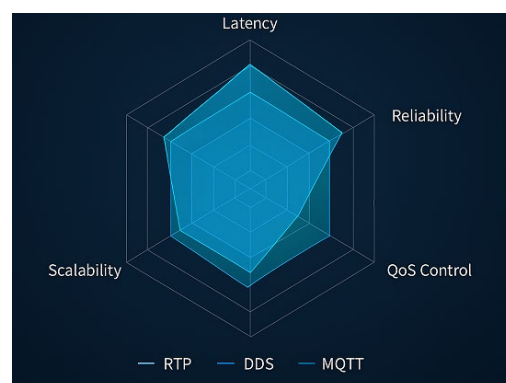 Latency
Reliability
Scalability
QoS Control
RTP DDS MQTT